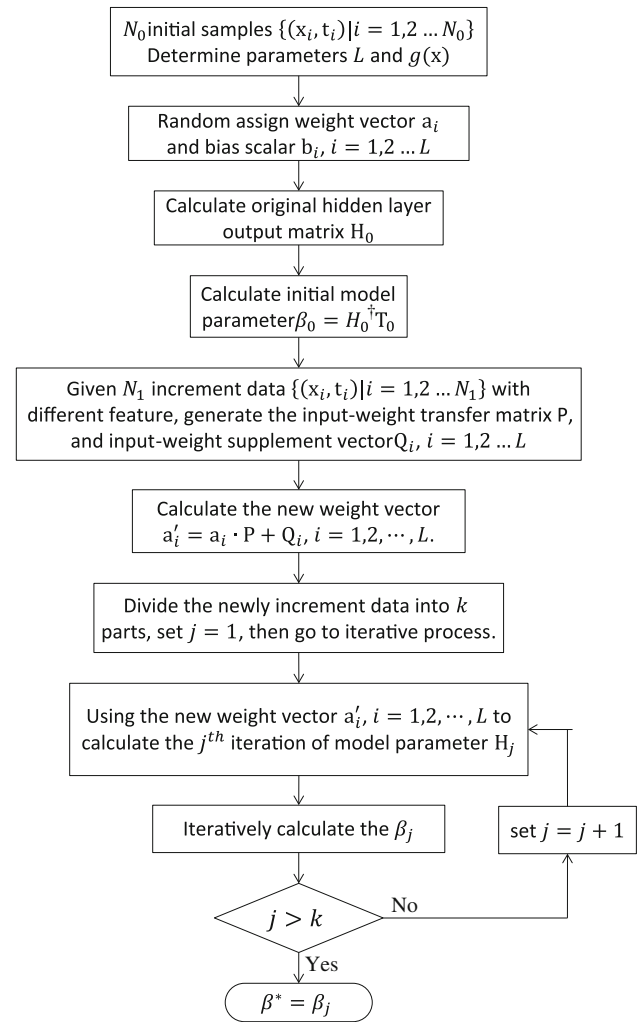 N₀initial samples {(xᵢ, tᵢ)|i = 1,2 … N₀}
Determine parameters L and g(x)
Random assign weight vector aᵢ
and bias scalar bᵢ, i = 1,2 … L
Calculate original hidden layer
output matrix H₀
Calculate initial model
parameterβ₀ = H₀†T₀
Given N₁ increment data {(xᵢ, tᵢ)|i = 1,2 … N₁} with
different feature, generate the input-weight transfer matrix P,
and input-weight supplement vectorQᵢ, i = 1,2 … L
Calculate the new weight vector
a′ᵢ = aᵢ · P + Qᵢ, i = 1,2, ⋯, L.
Divide the newly increment data into k
parts, set j = 1, then go to iterative process.
Using the new weight vector a′ᵢ, i = 1,2, ⋯, L to
calculate the jᵗʰ iteration of model parameter Hⱼ
Iteratively calculate the βⱼ
set j = j + 1
j > k
No
Yes
β* = βⱼ